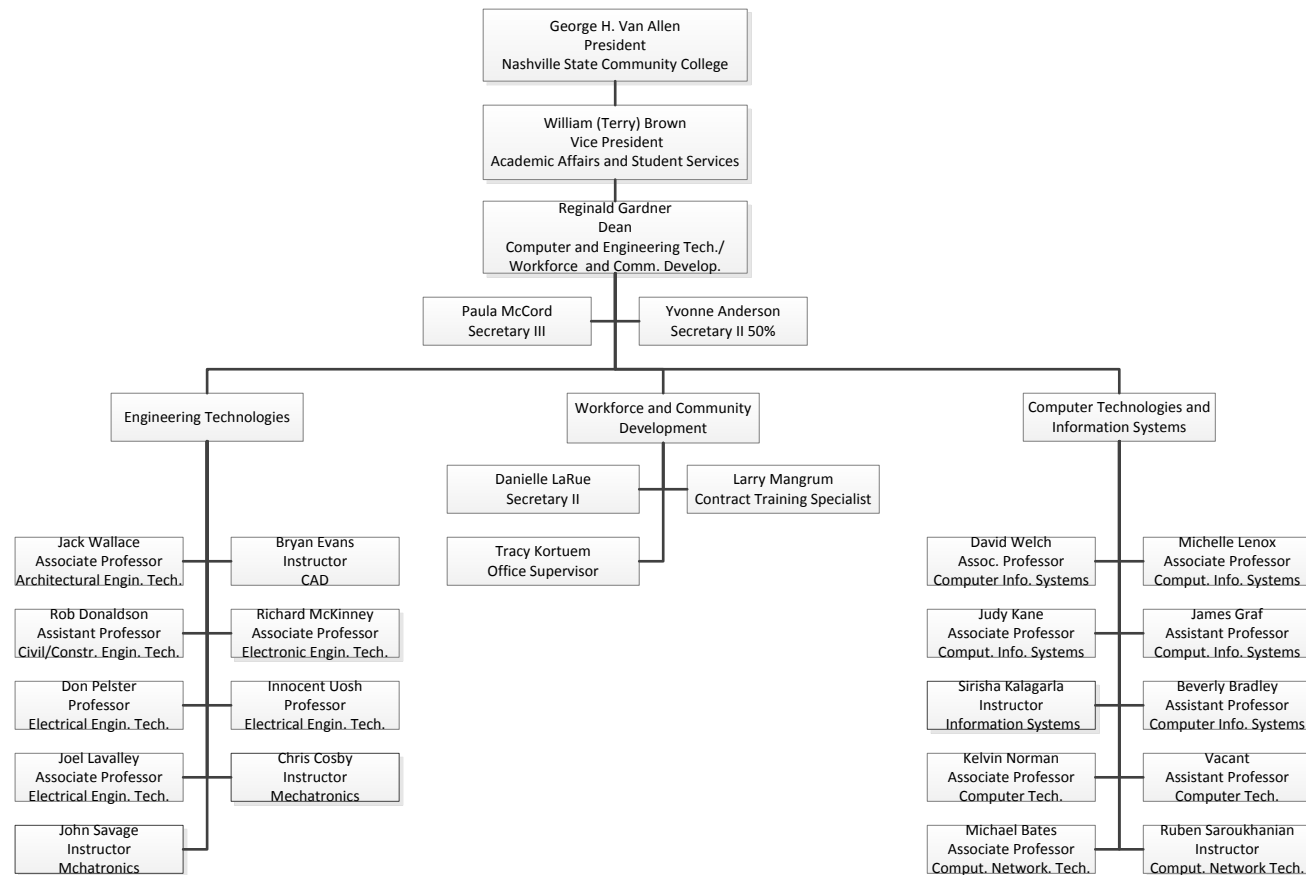 George H. Van Allen
President
Nashville State Community College
William (Terry) Brown
Vice President
Academic Affairs and Student Services
Reginald Gardner
Dean
Computer and Engineering Tech./
Workforce and Comm. Develop.
Paula McCord
Secretary III
Yvonne Anderson
Secretary II 50%
Engineering Technologies
Workforce and Community
Development
Computer Technologies and
Information Systems
Danielle LaRue
Secretary II
Larry Mangrum
Contract Training Specialist
Tracy Kortuem
Office Supervisor
Jack Wallace
Associate Professor
Architectural Engin. Tech.
Bryan Evans
Instructor
CAD
Rob Donaldson
Assistant Professor
Civil/Constr. Engin. Tech.
Richard McKinney
Associate Professor
Electronic Engin. Tech.
Don Pelster
Professor
Electrical Engin. Tech.
Innocent Uosh
Professor
Electrical Engin. Tech.
Joel Lavalley
Associate Professor
Electrical Engin. Tech.
Chris Cosby
Instructor
Mechatronics
John Savage
Instructor
Mchatronics
David Welch
Assoc. Professor
Computer Info. Systems
Michelle Lenox
Associate Professor
Comput. Info. Systems
Judy Kane
Associate Professor
Comput. Info. Systems
James Graf
Assistant Professor
Comput. Info. Systems
Sirisha Kalagarla
Instructor
Information Systems
Beverly Bradley
Assistant Professor
Computer Info. Systems
Kelvin Norman
Associate Professor
Computer Tech.
Vacant
Assistant Professor
Computer Tech.
Michael Bates
Associate Professor
Comput. Network. Tech.
Ruben Saroukhanian
Instructor
Comput. Network Tech.